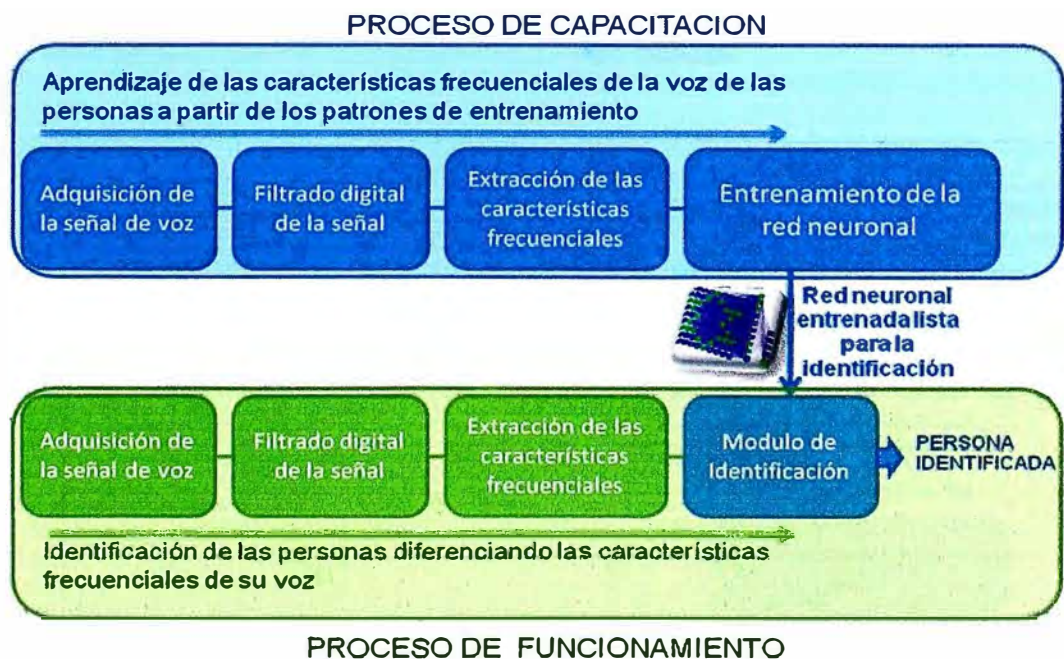 PROCESO DE CAPACITACION
Aprendizaje de las características frecuenciales de la voz de las
personas a partir de los patrones de entrenamiento
Adquisición de
la señal de voz
Filtrado digital
de la señal
Extracción de las
características
frecuenciales
Entrenamiento de la
red neuronal
Red neuronal
entrenada lista
para la
identificación
Adquisición de
la señal de voz
Filtrado digital
de la señal
Extracción de las
características
frecuenciales
Modulo de
Identificación
PERSONA
IDENTIFICADA
Identificación de las personas diferenciando las características
frecuenciales de su voz
PROCESO DE FUNCIONAMIENTO